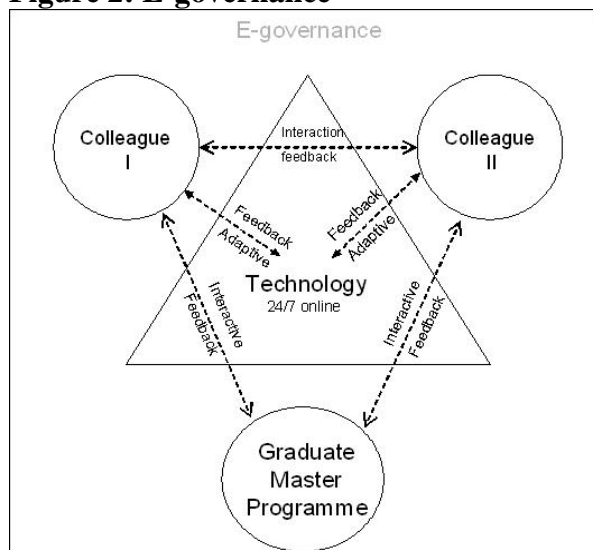 Figure 2: E-governance
E-governance
Colleague
I
Interaction
feedback
Colleague
II
Feedback
Adaptive
Feedback
Adaptive
Technology
24/7 online
Interactive
Feedback
Interactive
Feedback
Graduate
Master
Programme